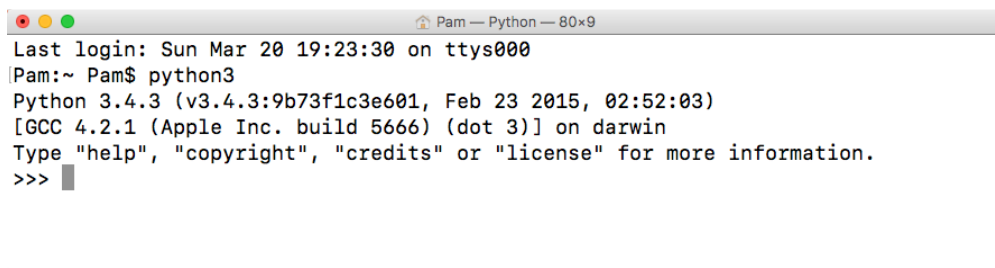 Pam — Python — 80×9
Last login: Sun Mar 20 19:23:30 on ttys000
[Pam:~ Pam$ python3
Python 3.4.3 (v3.4.3:9b73f1c3e601, Feb 23 2015, 02:52:03)
[GCC 4.2.1 (Apple Inc. build 5666) (dot 3)] on darwin
Type "help", "copyright", "credits" or "license" for more information.
>>>